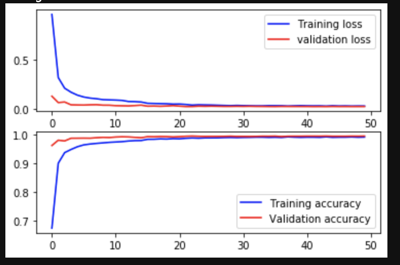 Training loss
validation loss
0.5
0.0
0 10 20 30 40 50
1.0
0.9
0.8
0.7
Training accuracy
Validation accuracy
0 10 20 30 40 50